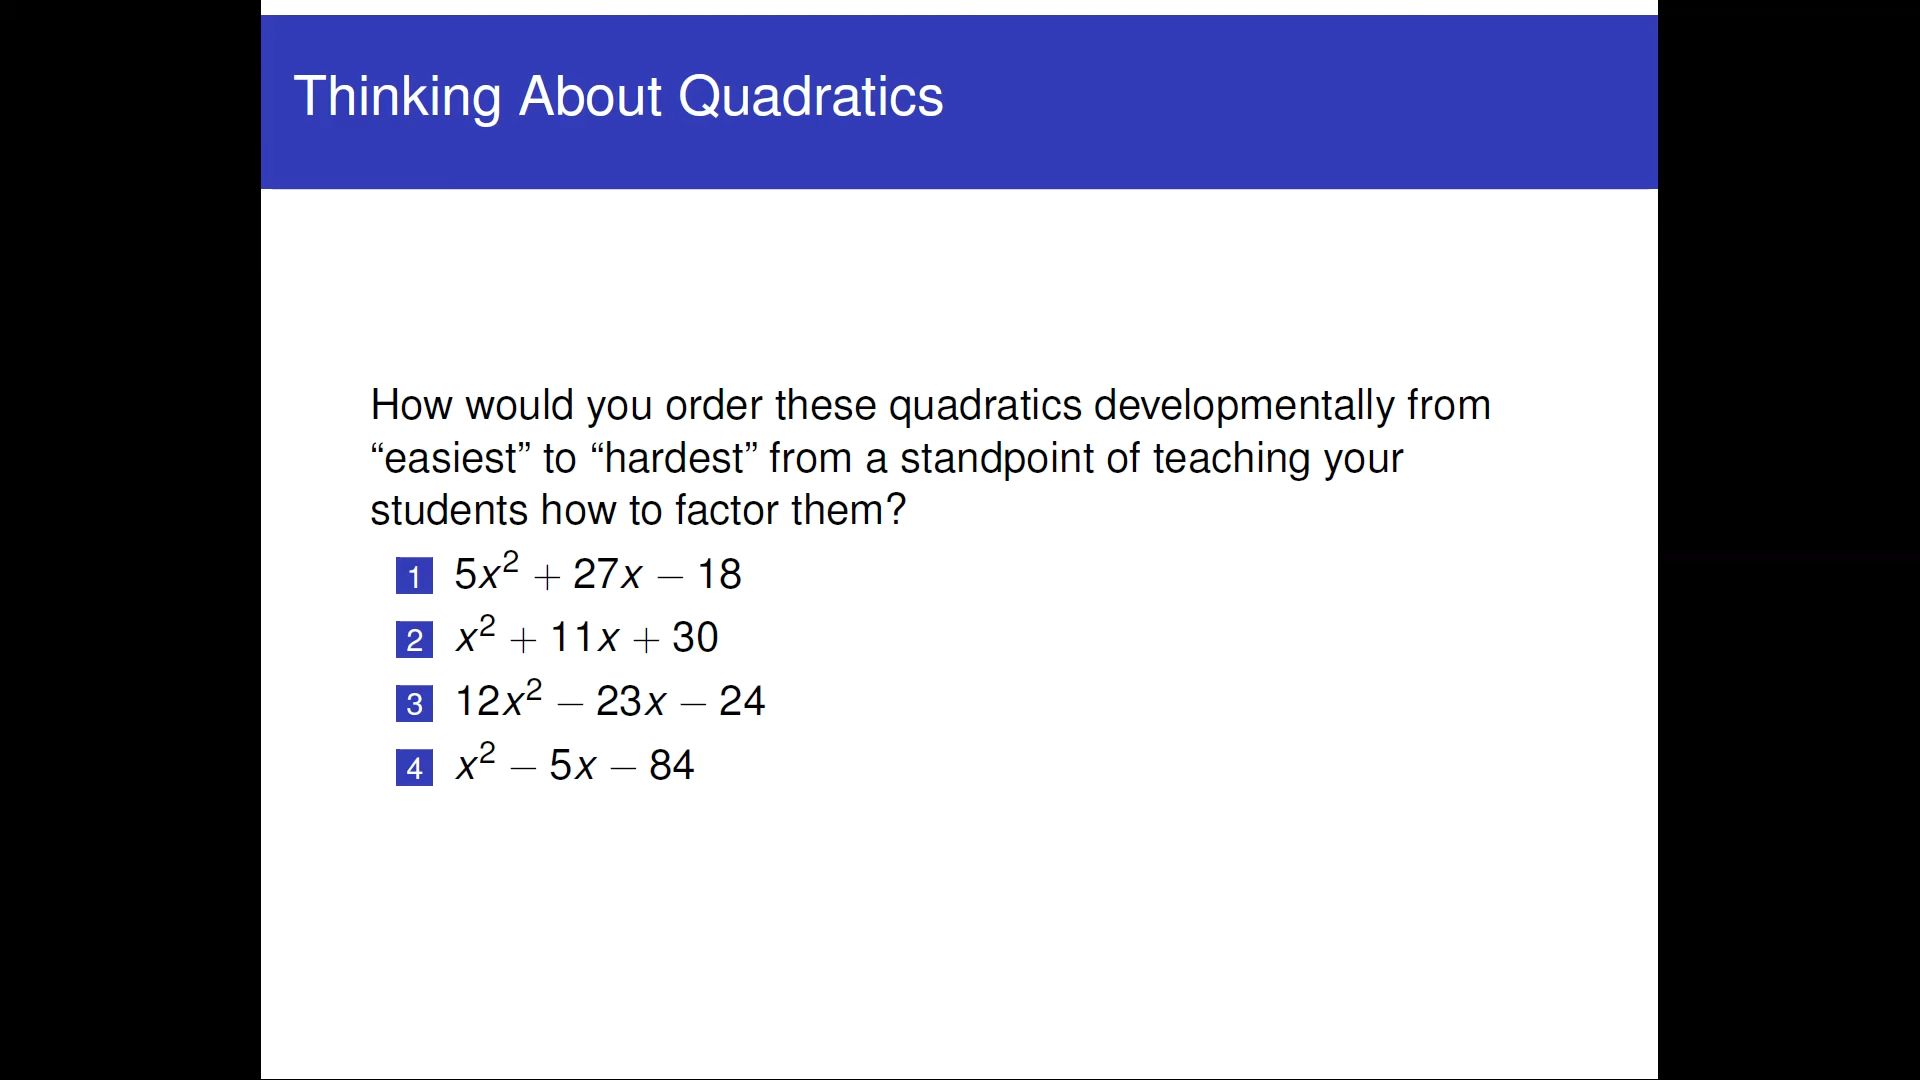 Thinking About Quadratics
How would you order these quadratics developmentally from
“easiest” to “hardest” from a standpoint of teaching your
students how to factor them?
1 5x² + 27x − 18
2 x² + 11x + 30
3 12x² − 23x − 24
4 x² − 5x − 84